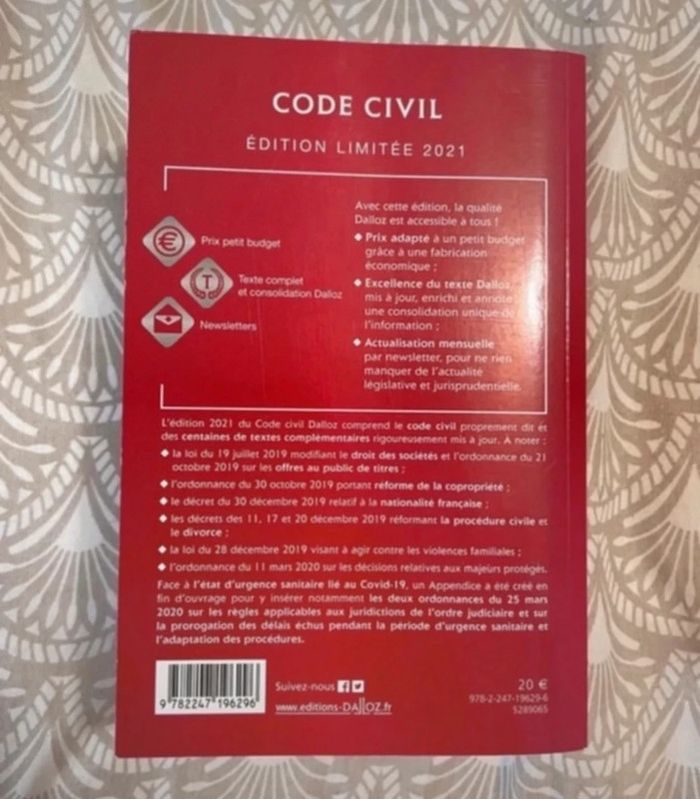 CODE CIVIL
ÉDITION LIMITÉE 2021
Prix petit budget
T
Texte complet
et consolidation Dalloz
Newsletters
Avec cette édition, la qualité
Dalloz est accessible à tous !
◆ Prix adapté à un petit budget
grâce à une fabrication
économique ;
◆ Excellence du texte Dalloz,
mis à jour, enrichi et annoté :
une consolidation unique de
l'information ;
◆ Actualisation mensuelle
par newsletter, pour ne rien
manquer de l'actualité
législative et jurisprudentielle.
L'édition 2021 du Code civil Dalloz comprend le code civil proprement dit et
des centaines de textes complémentaires rigoureusement mis à jour. À noter :
◆ la loi du 19 juillet 2019 modifiant le droit des sociétés et l'ordonnance du 21
octobre 2019 sur les offres au public de titres ;
◆ l'ordonnance du 30 octobre 2019 portant réforme de la copropriété ;
◆ le décret du 30 décembre 2019 relatif à la nationalité française ;
◆ les décrets des 11, 17 et 20 décembre 2019 réformant la procédure civile et
le divorce ;
◆ la loi du 28 décembre 2019 visant à agir contre les violences familiales ;
◆ l'ordonnance du 11 mars 2020 sur les décisions relatives aux majeurs protégés.
Face à l'état d'urgence sanitaire lié au Covid-19, un Appendice a été créé en
fin d'ouvrage pour y insérer notamment les deux ordonnances du 25 mars
2020 sur les règles applicables aux juridictions de l'ordre judiciaire et sur
la prorogation des délais échus pendant la période d'urgence sanitaire et
l'adaptation des procédures.
9 782247 196296
Suivez-nous
www.editions-DALLOZ.fr
20 €
978-2-247-19629-6
5289065